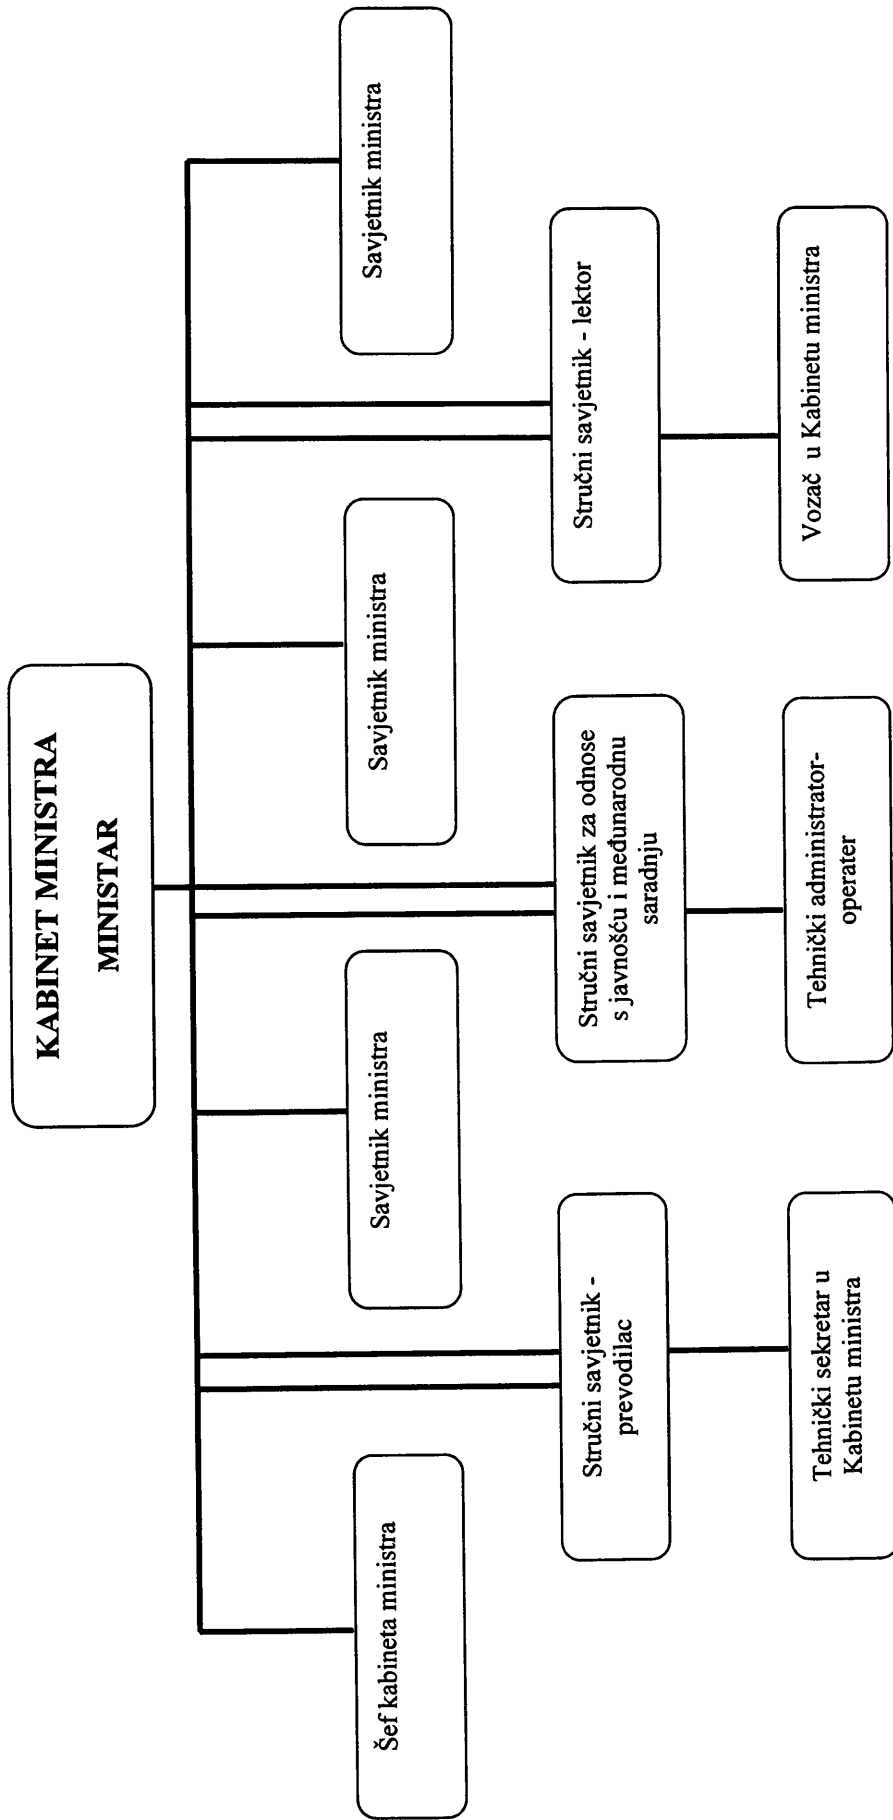 KABINET MINISTRA
MINISTAR
Šef kabineta ministra
Savjetnik ministra
Savjetnik ministra
Savjetnik ministra
Stručni savjetnik -
prevodilac
Stručni savjetnik za odnose
s javnošću i međunarodnu
saradnju
Stručni savjetnik - lektor
Tehnički sekretar u
Kabinetu ministra
Tehnički administrator-
operater
Vozač u Kabinetu ministra